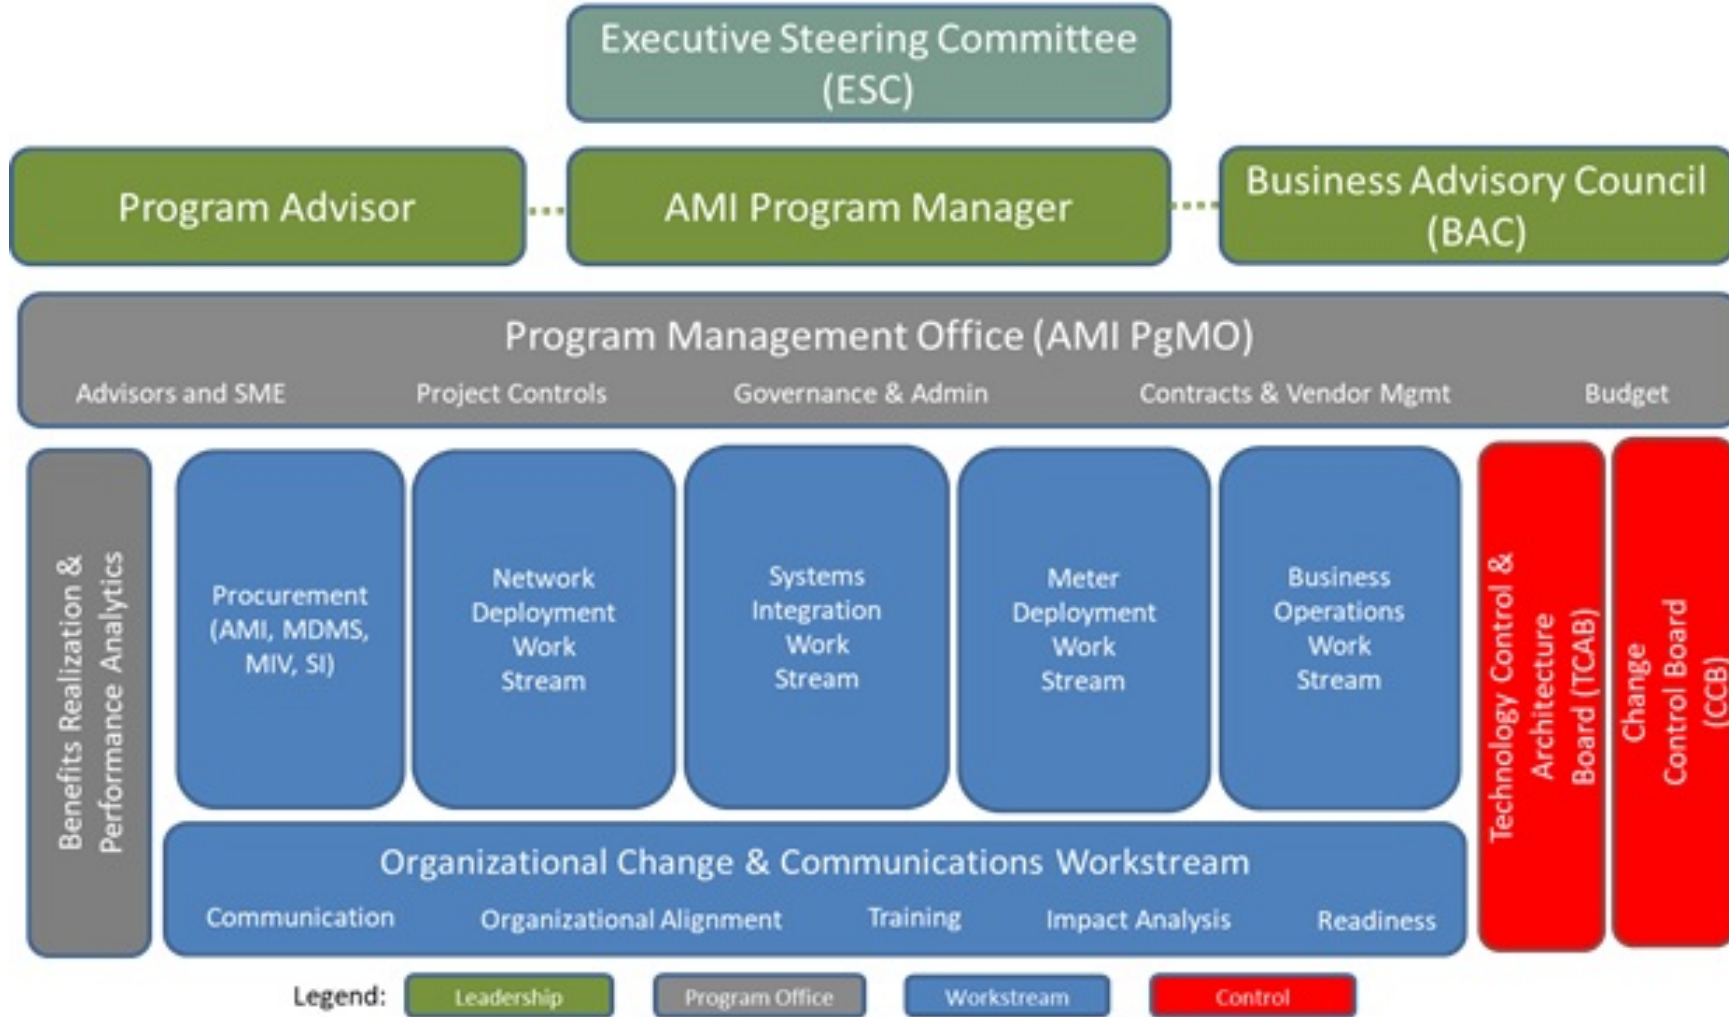 Executive Steering Committee
(ESC)
Program Advisor
AMI Program Manager
Business Advisory Council
(BAC)
Program Management Office (AMI PgMO)
Advisors and SME
Project Controls
Governance & Admin
Contracts & Vendor Mgmt
Budget
Benefits Realization &
Performance Analytics
Procurement
(AMI, MDMS,
MIV, SI)
Network
Deployment
Work
Stream
Systems
Integration
Work
Stream
Meter
Deployment
Work
Stream
Business
Operations
Work
Stream
Technology Control &
Architecture
Board (TCAB)
Change
Control Board
(CCB)
Organizational Change & Communications Workstream
Communication
Organizational Alignment
Training
Impact Analysis
Readiness
Legend:
Leadership
Program Office
Workstream
Control